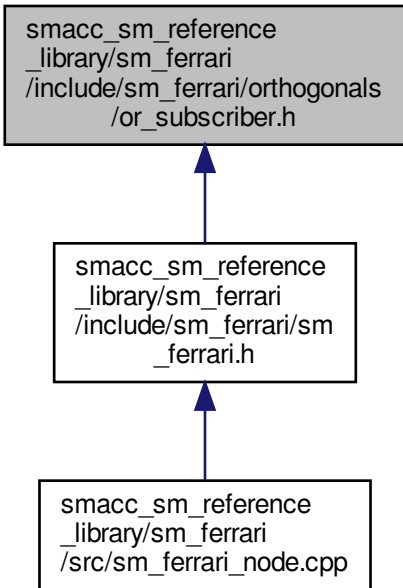 smacc_sm_reference
_library/sm_ferrari
/include/sm_ferrari/orthogonals
/or_subscriber.h
smacc_sm_reference
_library/sm_ferrari
/include/sm_ferrari/sm
_ferrari.h
smacc_sm_reference
_library/sm_ferrari
/src/sm_ferrari_node.cpp